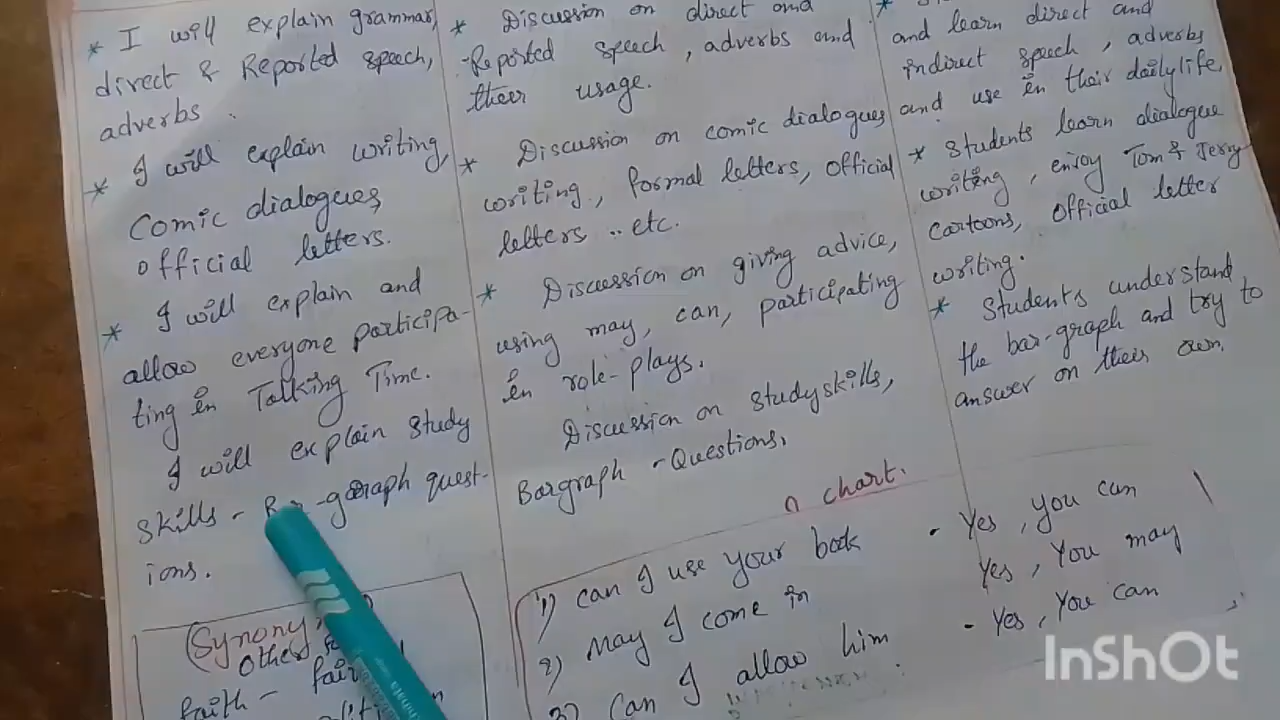 * I will explain grammar,
direct & Reported speech,
adverbs.
* I will explain writing,
Comic dialogues,
official letters.
* I will explain and
allow everyone participa-
ting in Talking Time.
I will explain study
skills - -graph quest-
ions.
* Discussion on direct and
-Reported speech, adverbs and
their usage.
* Discussion on comic dialogues
writing, formal letters, official
letters .. etc.
* Discussion on giving advice,
using may, can, participating
in role-plays.
Discussion on studyskills,
Bargraph - Questions.
*
and learn direct and
indirect speech, adverbs
and use in their daily life.
* Students learn dialogue
writing, enjoy Tom & Jerry
cartoons, official letter
writing.
* Students understand
the bar-graph and try to
answer on their own.
(Synony
Other
faith - fair
chart.
1) Can I use your book - Yes, you can
2) May I come in Yes, You may
3) Can I allow him - Yes, You can
InShOt